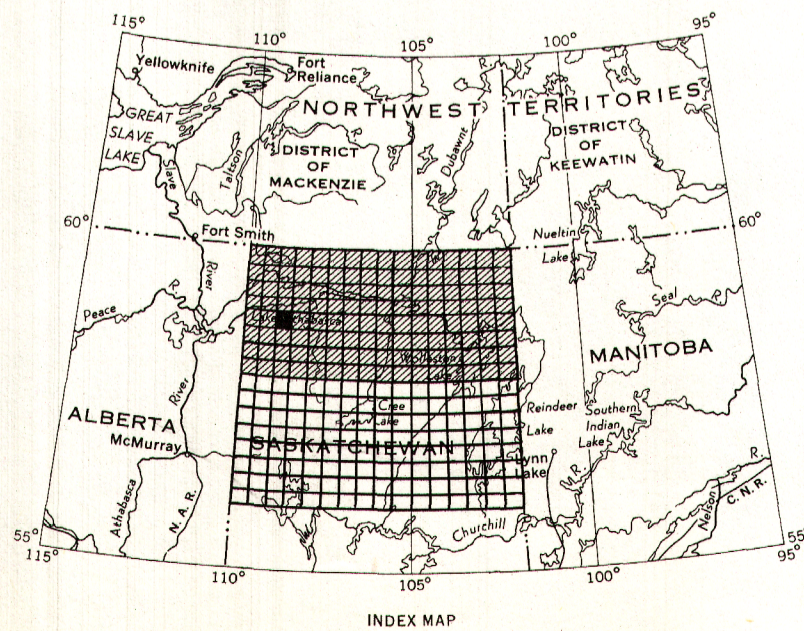 115°
110°
105°
100°
95°
Yellowknife
Fort
Reliance
R.
NORTHWEST TERRITORIES
GREAT
SLAVE
LAKE
Slave
Taltson
DISTRICT
OF
MACKENZIE
Dubawnt
DISTRICT
OF
KEEWATIN
60°
Fort Smith
Nueltin
Lake
60°
River
Peace
R.
Lake Athabasca
Seal
R.
Wollaston
Lake
MANITOBA
River
ALBERTA
McMurray
Cree
Lake
Reindeer
Lake
Southern
Indian
Lake
SASKATCHEWAN
Lynn
Lake
R.
R.
Athabasca
N.A.R.
Nelson
C.N.R.
Churchill
55°
115°
110°
105°
100°
55°
95°
INDEX MAP